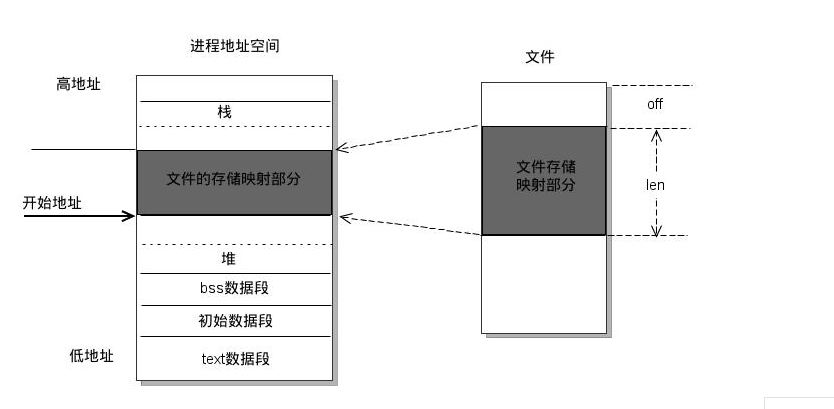 进程地址空间
文件
高地址
栈
off
文件的存储映射部分
文件存储
映射部分
len
开始地址
堆
bss数据段
初始数据段
低地址
text数据段